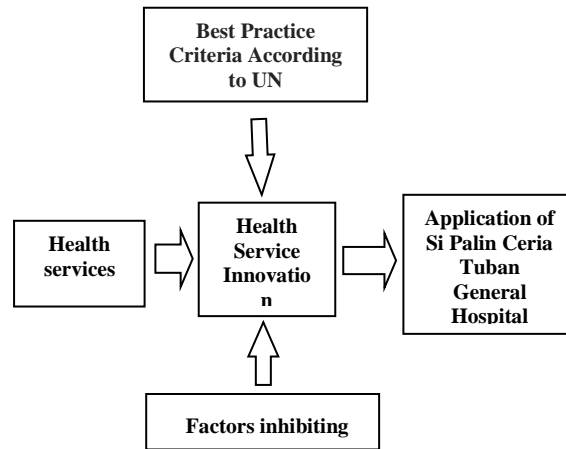 Best Practice
Criteria According
to UN
Health
services
Health
Service
Innovatio
n
Application of
Si Palin Ceria
Tuban
General
Hospital
Factors inhibiting